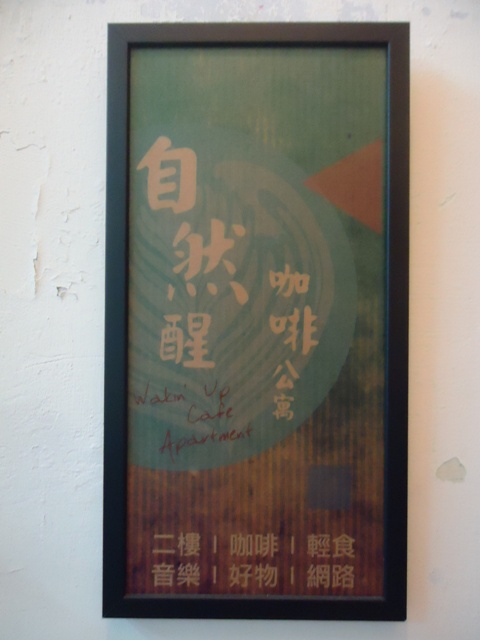 自然醒
咖啡公寓
Wakin' Up
Cafe
Apartment
二樓 | 咖啡 | 輕食
音樂 | 好物 | 網路